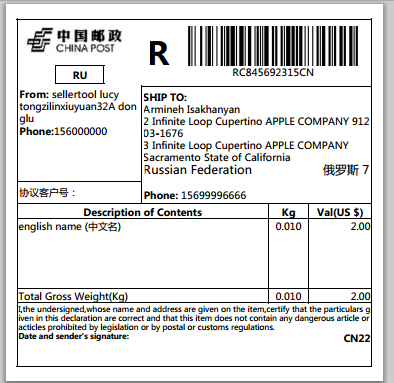 中国邮政
CHINA POST
R
RC845692315CN
RU
From: sellertool lucy
tongzilinxiuyuan32A don
glu
Phone:156000000
协议客户号：
SHIP TO:
Armineh Isakhanyan
2 Infinite Loop Cupertino APPLE COMPANY 912
03-1676
3 Infinite Loop Cupertino APPLE COMPANY
Sacramento State of California
Russian Federation 俄罗斯 7
Phone: 15699996666
Description of Contents Kg Val(US $)
english name (中文名) 0.010 2.00
Total Gross Weight(Kg) 0.010 2.00
I,the undersigned,whose name and address are given on the item,certify that the particulars g
iven in this declaration are correct and that this item does not contain any dangerous article or
acticles prohibited by legislation or by postal or customs regulations.
Date and sender's signature: CN22